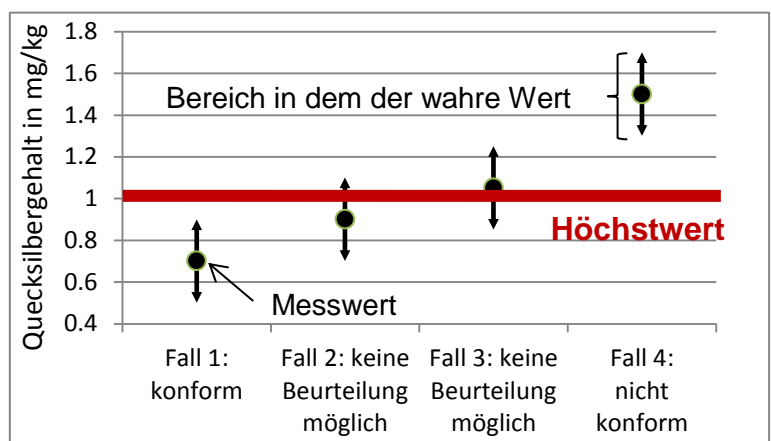 Quecksilbergehalt in mg/kg
1.8
1.6
1.4
1.2
1
0.8
0.6
0.4
Bereich in dem der wahre Wert
Höchstwert
Messwert
Fall 1:
konform
Fall 2: keine
Beurteilung
möglich
Fall 3: keine
Beurteilung
möglich
Fall 4:
nicht
konform